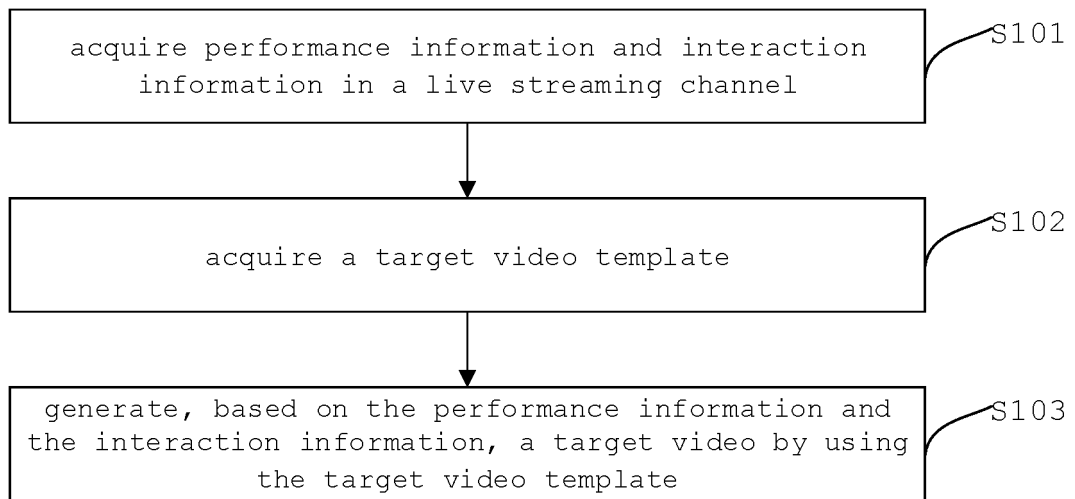 acquire performance information and interaction
information in a live streaming channel
S101
acquire a target video template
S102
generate, based on the performance information and
the interaction information, a target video by using
the target video template
S103